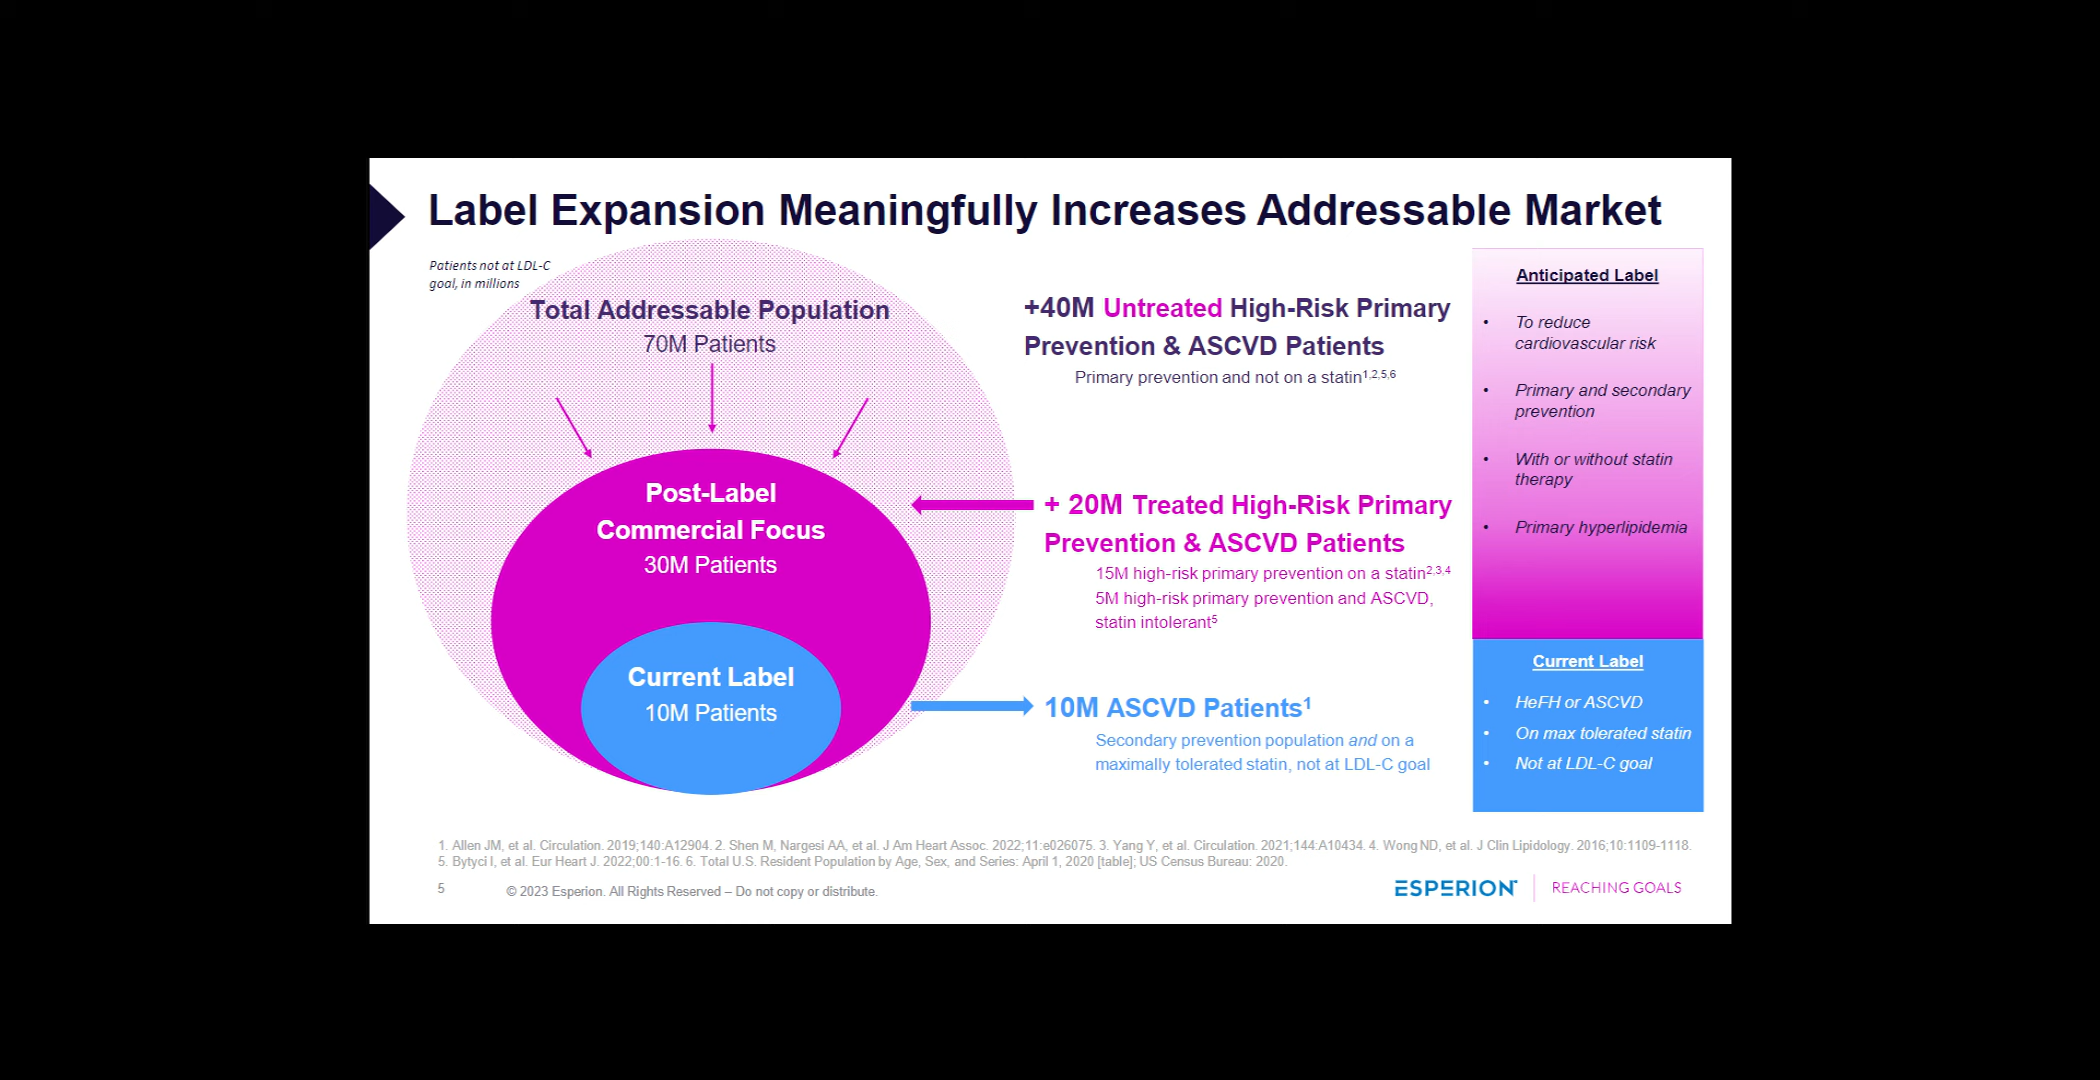 Label Expansion Meaningfully Increases Addressable Market
Patients not at LDL-C
goal, in millions
Total Addressable Population
70M Patients
Post-Label
Commercial Focus
30M Patients
Current Label
10M Patients
+40M Untreated High-Risk Primary
Prevention & ASCVD Patients
Primary prevention and not on a statin1,2,5,6
+ 20M Treated High-Risk Primary
Prevention & ASCVD Patients
15M high-risk primary prevention on a statin2,3,4
5M high-risk primary prevention and ASCVD,
statin intolerant5
10M ASCVD Patients1
Secondary prevention population and on a
maximally tolerated statin, not at LDL-C goal
Anticipated Label
• To reduce
cardiovascular risk
• Primary and secondary
prevention
• With or without statin
therapy
• Primary hyperlipidemia
Current Label
• HeFH or ASCVD
• On max tolerated statin
• Not at LDL-C goal
1. Allen JM, et al. Circulation. 2019;140:A12904. 2. Shen M, Nargesi AA, et al. J Am Heart Assoc. 2022;11:e026075. 3. Yang Y, et al. Circulation. 2021;144:A10434. 4. Wong ND, et al. J Clin Lipidology. 2016;10:1109-1118.
5. Bytyci I, et al. Eur Heart J. 2022;00:1-16. 6. Total U.S. Resident Population by Age, Sex, and Series: April 1, 2020 [table]; US Census Bureau: 2020.
5
© 2023 Esperion. All Rights Reserved – Do not copy or distribute.
ESPERION
REACHING GOALS